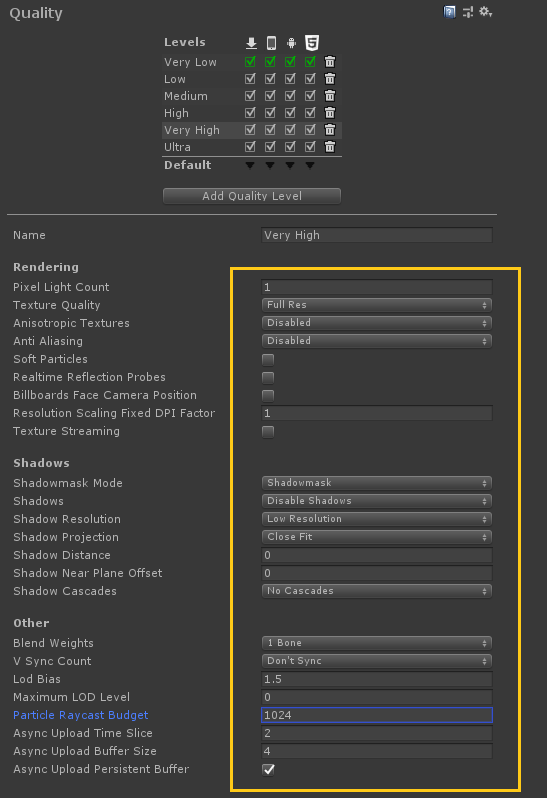 Quality
Levels
Very Low
Low
Medium
High
Very High
Ultra
Default
Add Quality Level
Name Very High
Rendering
Pixel Light Count 1
Texture Quality Full Res
Anisotropic Textures Disabled
Anti Aliasing Disabled
Soft Particles
Realtime Reflection Probes
Billboards Face Camera Position
Resolution Scaling Fixed DPI Factor 1
Texture Streaming
Shadows
Shadowmask Mode Shadowmask
Shadows Disable Shadows
Shadow Resolution Low Resolution
Shadow Projection Close Fit
Shadow Distance 0
Shadow Near Plane Offset 0
Shadow Cascades No Cascades
Other
Blend Weights 1 Bone
V Sync Count Don't Sync
Lod Bias 1.5
Maximum LOD Level 0
Particle Raycast Budget 1024
Async Upload Time Slice 2
Async Upload Buffer Size 4
Async Upload Persistent Buffer